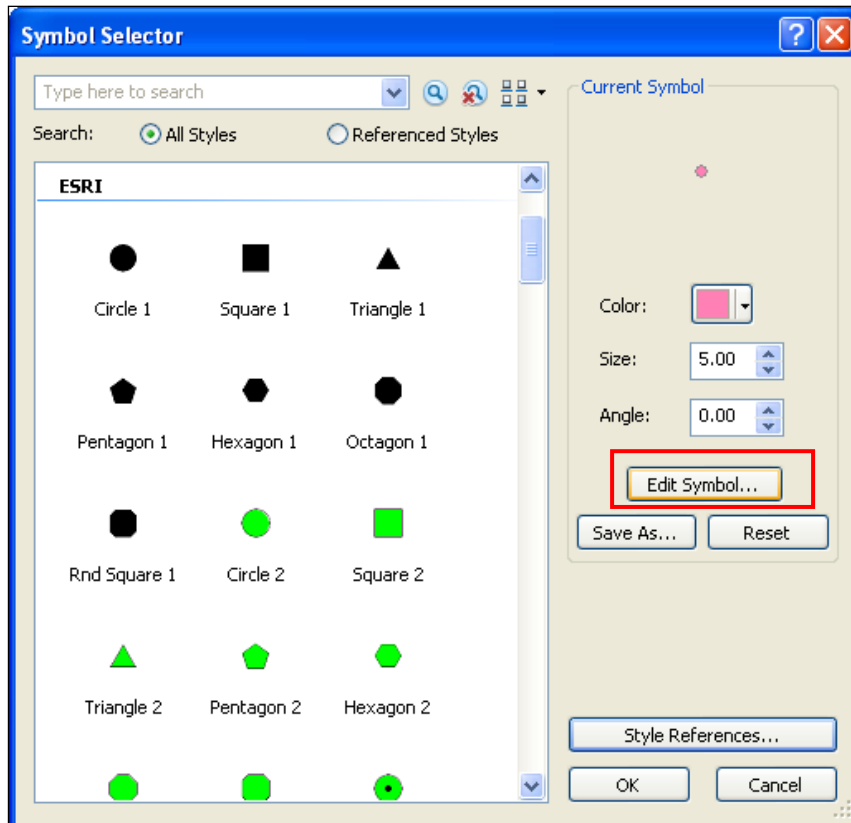 Symbol Selector
Type here to search
Search: All Styles Referenced Styles
ESRI
Circle 1 Square 1 Triangle 1
Pentagon 1 Hexagon 1 Octagon 1
Rnd Square 1 Circle 2 Square 2
Triangle 2 Pentagon 2 Hexagon 2
Current Symbol
Color:
Size: 5.00
Angle: 0.00
Edit Symbol...
Save As... Reset
Style References...
OK Cancel